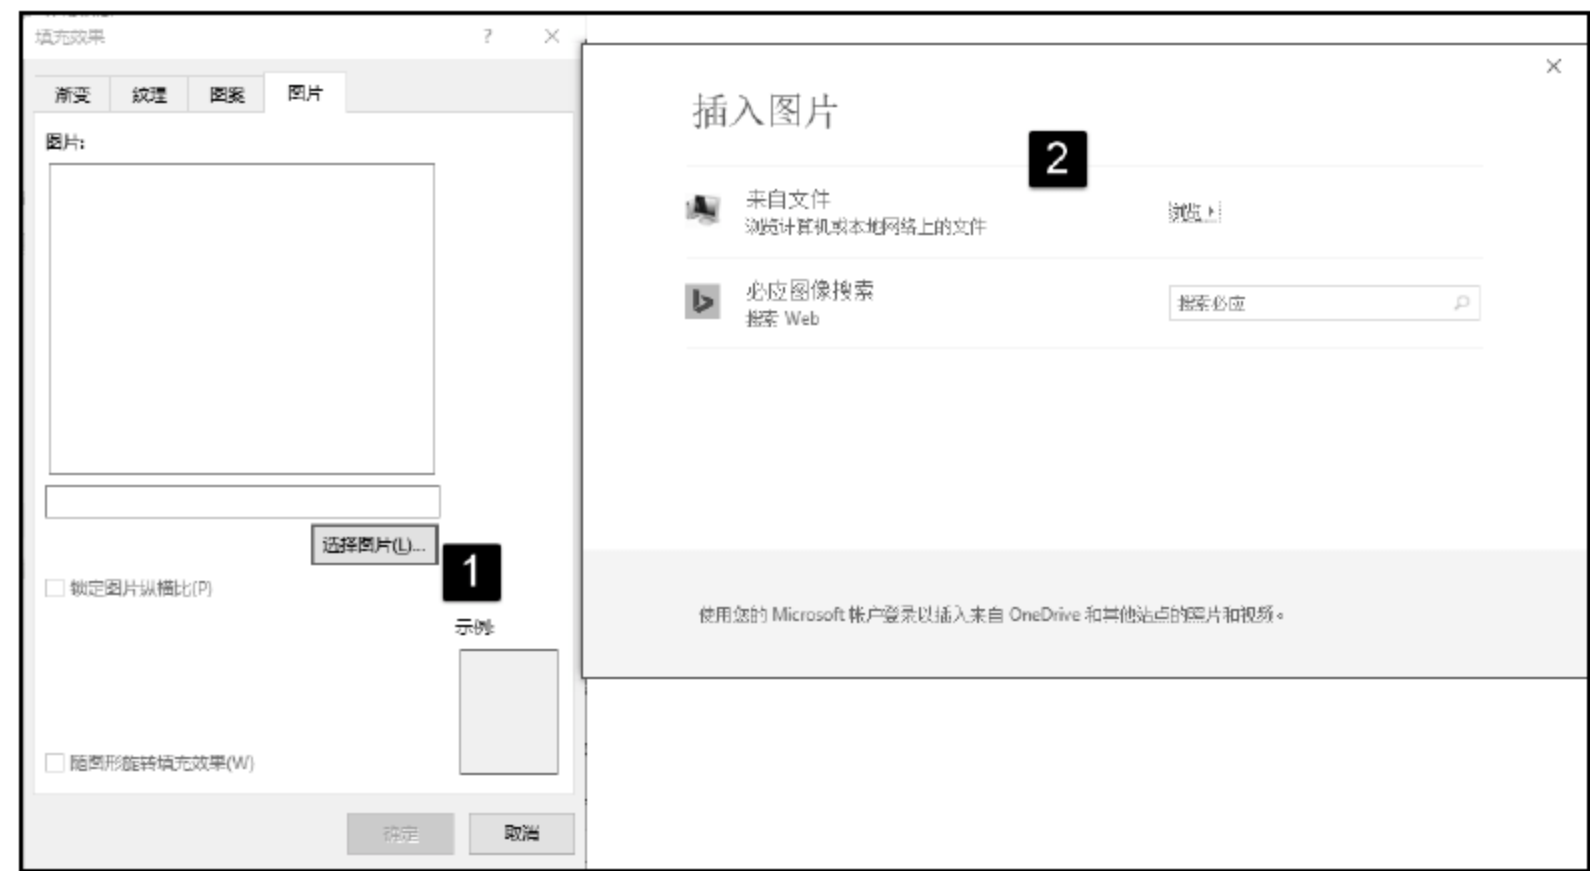 填充效果 ?
渐变 纹理 图案 图片
图片:
选择图片(L)...
1
锁定图片纵横比(P)
示例:
随图形旋转填充效果(W)
确定 取消
插入图片
2
来自文件
浏览计算机或本地网络上的文件
浏览
必应图像搜索
搜索 Web
搜索必应
使用您的 Microsoft 帐户登录以插入来自 OneDrive 和其他站点的照片和视频。